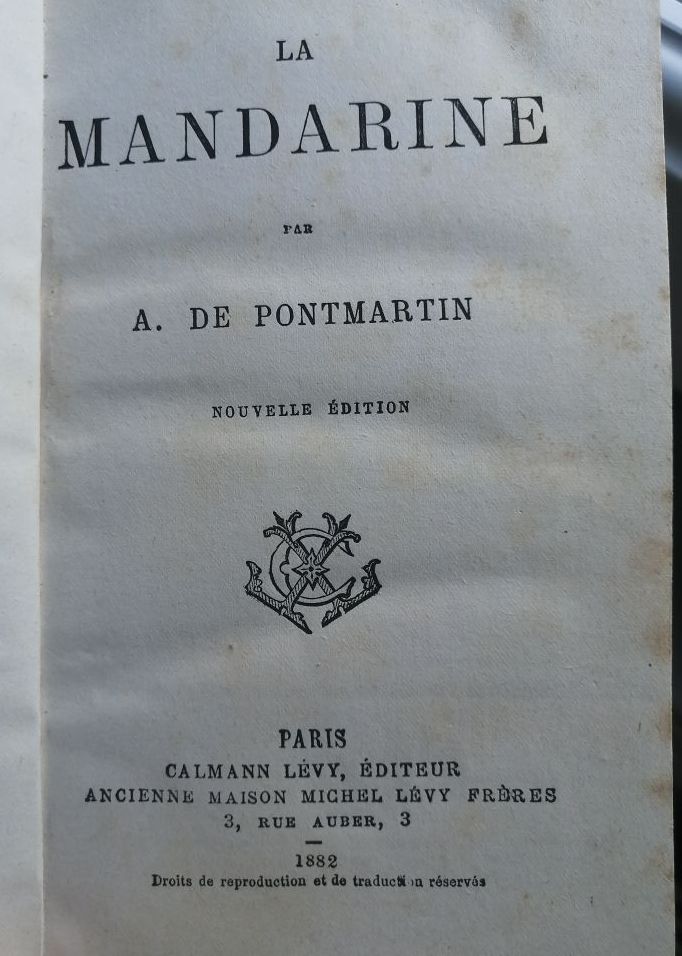 LA
MANDARINE
PAR
A. DE PONTMARTIN
NOUVELLE ÉDITION
PARIS
CALMANN LÉVY, ÉDITEUR
ANCIENNE MAISON MICHEL LÉVY FRÈRES
3, RUE AUBER, 3
1882
Droits de reproduction et de traduction réservés